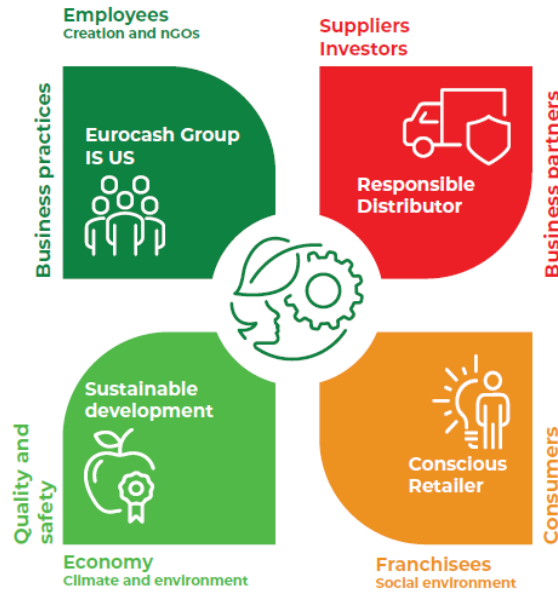 Employees
Creation and nGOs
Business practices
Eurocash Group
IS US
Suppliers
Investors
Business partners
Responsible
Distributor
Sustainable
development
Quality and
safety
Economy
Climate and environment
Conscious
Retailer
Consumers
Franchisees
Social environment